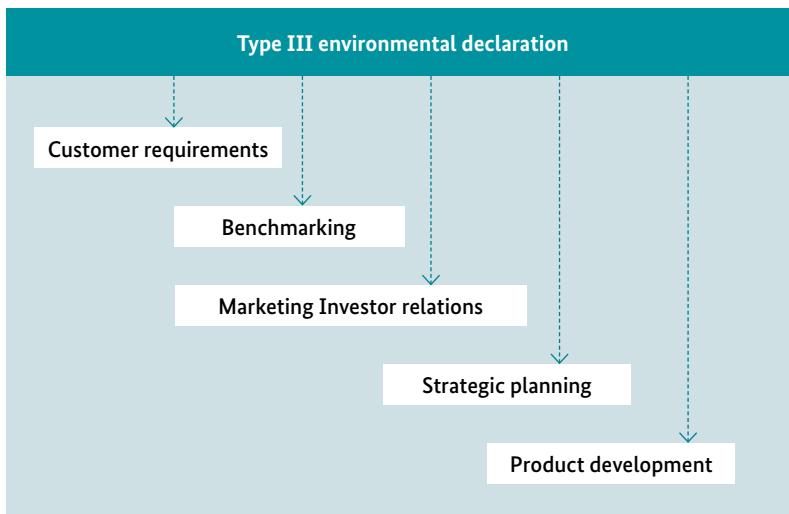 Type III environmental declaration
Customer requirements
Benchmarking
Marketing Investor relations
Strategic planning
Product development